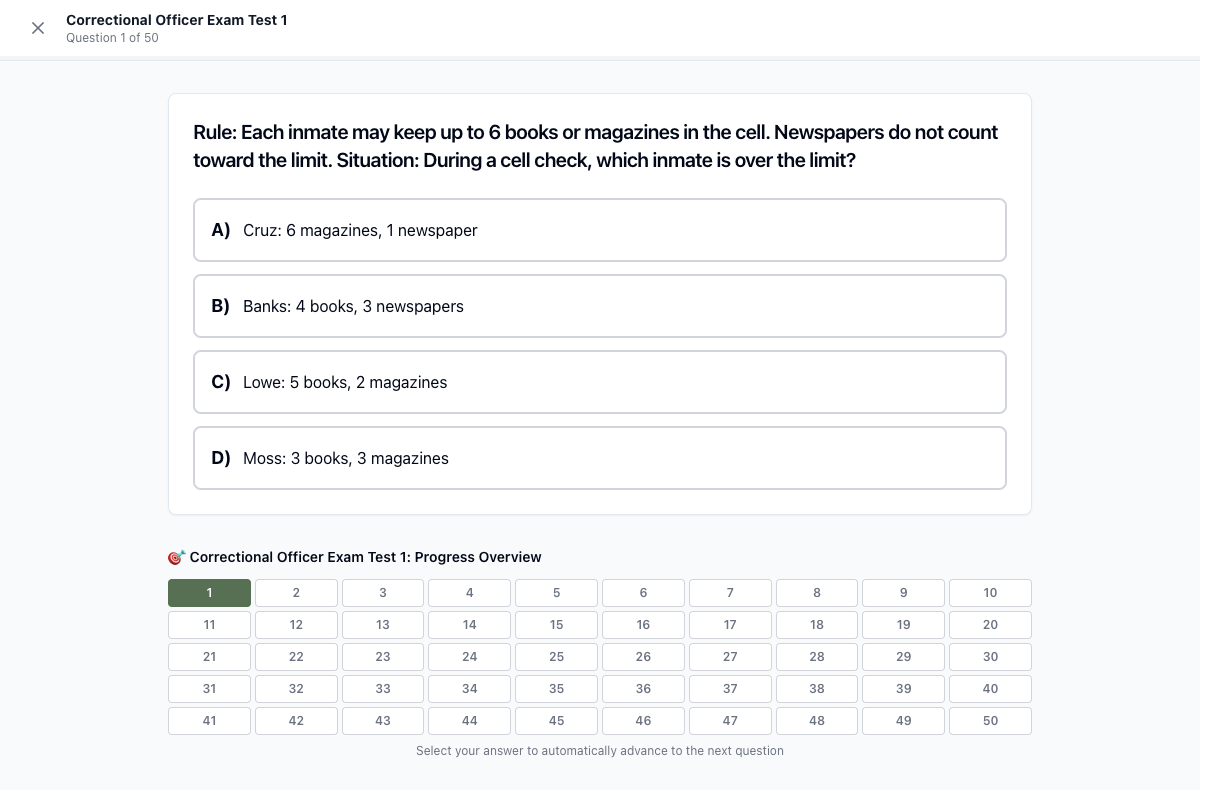 Correctional Officer Exam Test 1
Question 1 of 50
Rule: Each inmate may keep up to 6 books or magazines in the cell. Newspapers do not count
toward the limit. Situation: During a cell check, which inmate is over the limit?
A) Cruz: 6 magazines, 1 newspaper
B) Banks: 4 books, 3 newspapers
C) Lowe: 5 books, 2 magazines
D) Moss: 3 books, 3 magazines
🎯 Correctional Officer Exam Test 1: Progress Overview
1 2 3 4 5 6 7 8 9 10
11 12 13 14 15 16 17 18 19 20
21 22 23 24 25 26 27 28 29 30
31 32 33 34 35 36 37 38 39 40
41 42 43 44 45 46 47 48 49 50
Select your answer to automatically advance to the next question